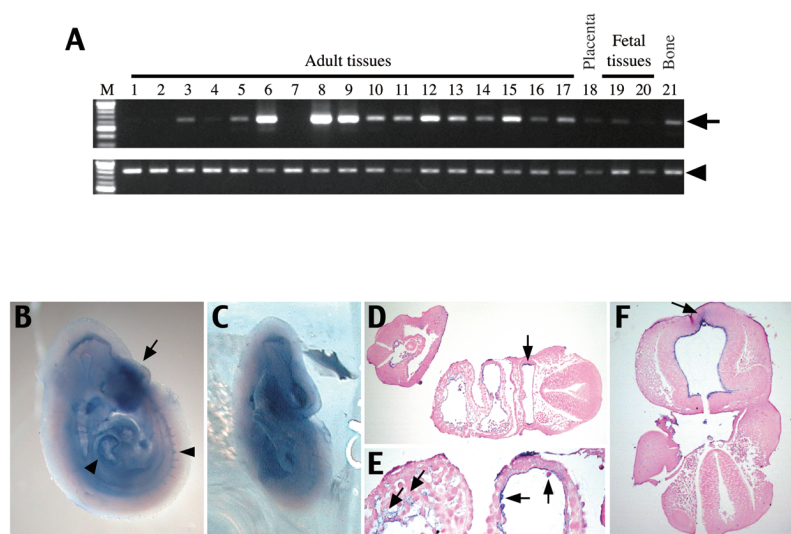 A
Adult tissues
Placenta
Fetal
tissues
Bone
M 1 2 3 4 5 6 7 8 9 10 11 12 13 14 15 16 17 18 19 20 21
B
C
D
E
F